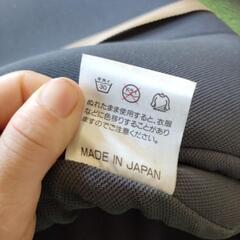 30
ぬれたまま使用すると、衣服
などに色移りすることがあり
ますのでご注意ください。
MADE IN JAPAN